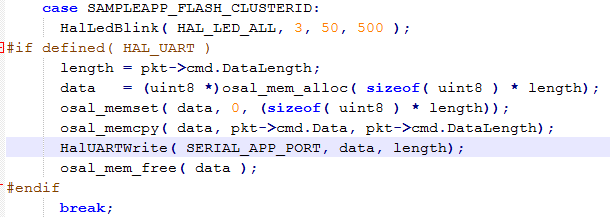 case SAMPLEAPP_FLASH_CLUSTERID:
HalLedBlink( HAL_LED_ALL, 3, 50, 500 );
#if defined( HAL_UART )
length = pkt->cmd.DataLength;
data   = (uint8 *)osal_mem_alloc( sizeof( uint8 ) * length);
osal_memset( data, 0, (sizeof( uint8 ) * length));
osal_memcpy( data, pkt->cmd.Data, pkt->cmd.DataLength);
HalUARTWrite( SERIAL_APP_PORT, data, length);
osal_mem_free( data );
#endif
break;